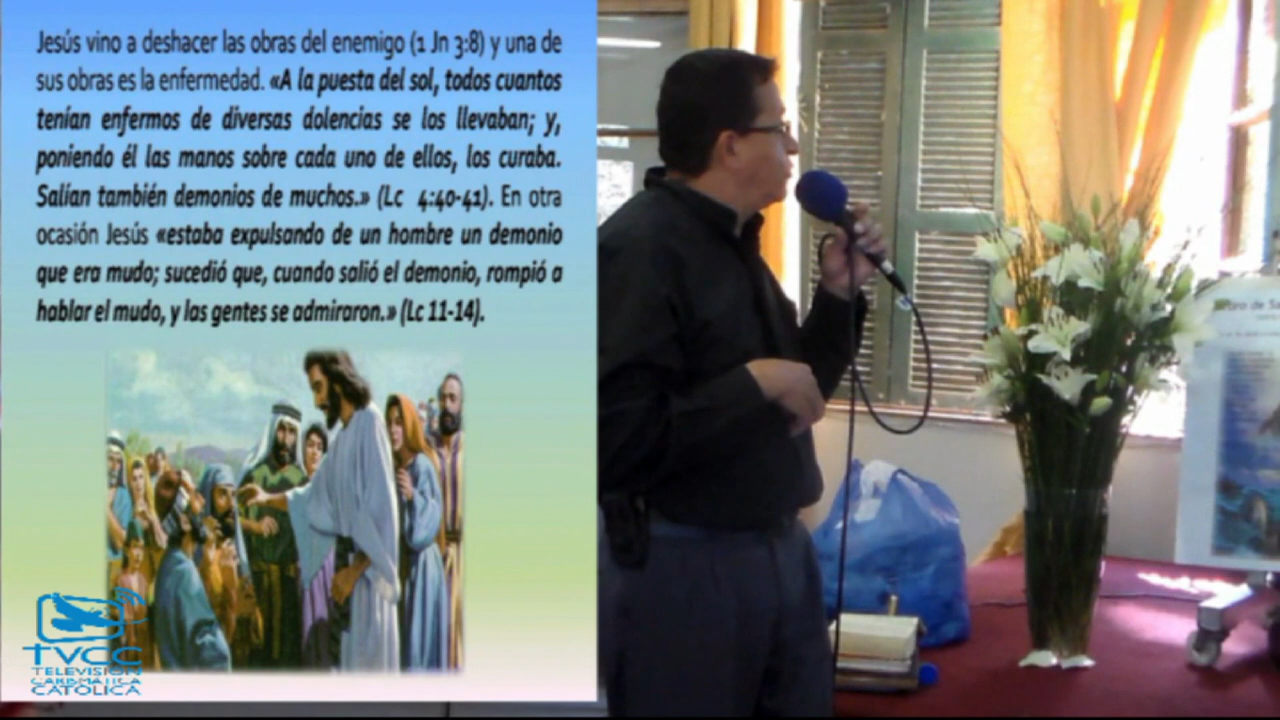 Jesús vino a deshacer las obras del enemigo (1 Jn 3:8) y una de
sus obras es la enfermedad. «A la puesta del sol, todos cuantos
tenían enfermos de diversas dolencias se los llevaban; y,
poniendo él las manos sobre cada uno de ellos, los curaba.
Salían también demonios de muchos.» (Lc 4:40-41). En otra
ocasión Jesús «estaba expulsando de un hombre un demonio
que era mudo; sucedió que, cuando salió el demonio, rompió a
hablar el mudo, y las gentes se admiraron.» (Lc 11-14).
TVCC
TELEVISIÓN
CARISMÁTICA
CATÓLICA